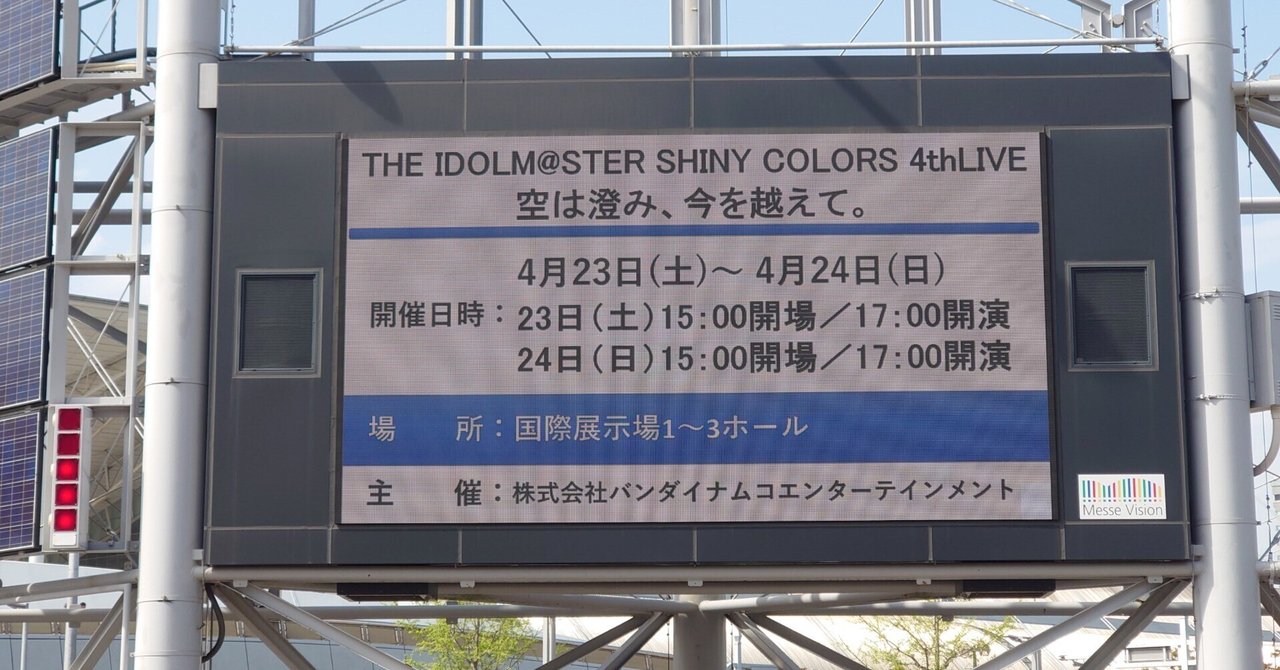 THE IDOLM@STER SHINY COLORS 4thLIVE
空は澄み、今を越えて。
4月23日(土)～ 4月24日(日)
開催日時：23日(土)15:00開場／17:00開演
24日(日)15:00開場／17:00開演
場　　所：国際展示場1～3ホール
主　　催：株式会社バンダイナムコエンターテインメント
Messe Vision